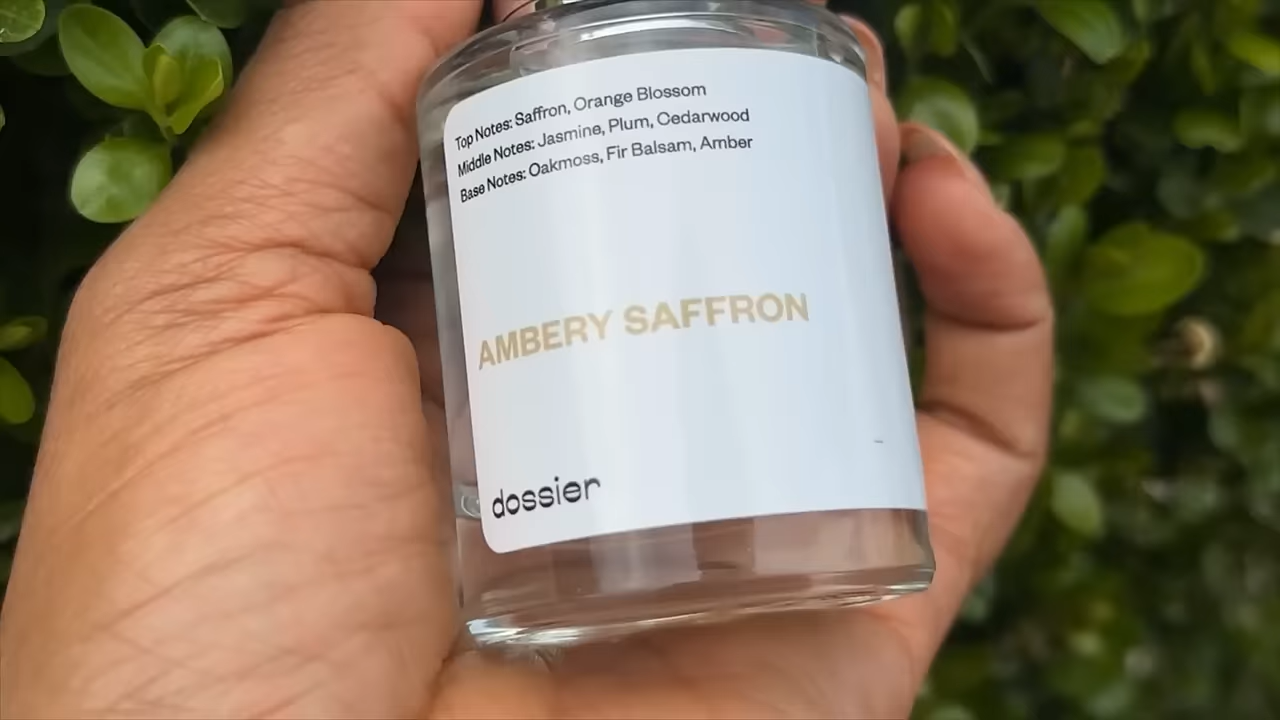 Top Notes: Saffron, Orange Blossom
Middle Notes: Jasmine, Plum, Cedarwood
Base Notes: Oakmoss, Fir Balsam, Amber
AMBERY SAFFRON
dossier